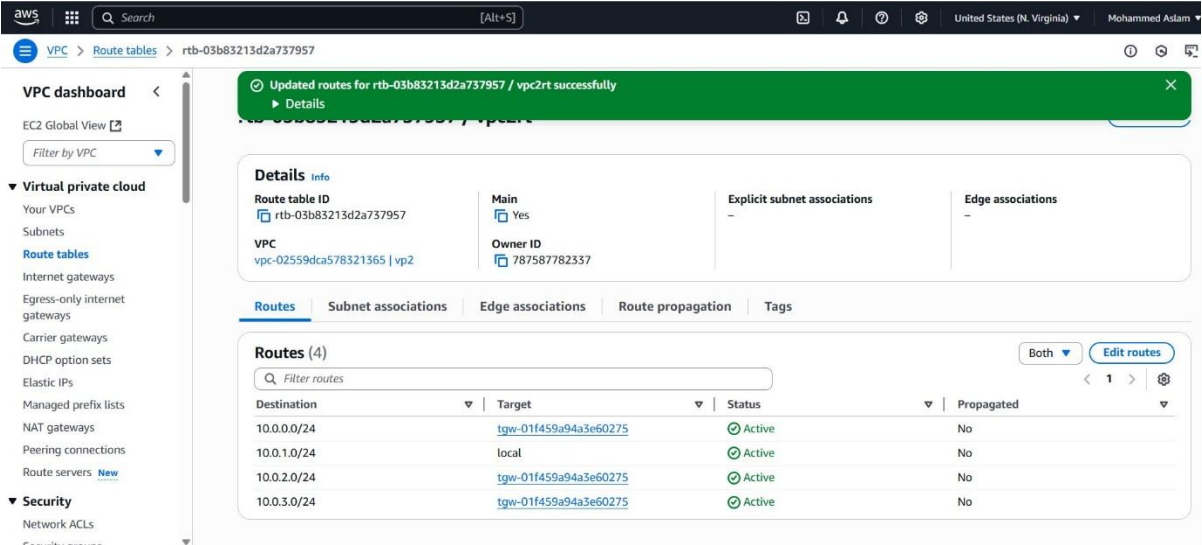 aws Search [Alt+S] United States (N. Virginia) ▼ Mohammed Aslam ▼
VPC > Route tables > rtb-03b83213d2a737957
VPC dashboard
EC2 Global View
Filter by VPC
▼ Virtual private cloud
Your VPCs
Subnets
Route tables
Internet gateways
Egress-only internet
gateways
Carrier gateways
DHCP option sets
Elastic IPs
Managed prefix lists
NAT gateways
Peering connections
Route servers New
▼ Security
Network ACLs
Updated routes for rtb-03b83213d2a737957 / vpc2rt successfully
▶ Details
rtb-03b83213d2a737957 / vpc2rt
Details Info
Route table ID
rtb-03b83213d2a737957
Main
Yes
Explicit subnet associations
–
Edge associations
–
VPC
vpc-02559dca578321365 | vp2
Owner ID
787587782337
Routes Subnet associations Edge associations Route propagation Tags
Routes (4) Both ▼ Edit routes
Filter routes < 1 >
Destination Target Status Propagated
10.0.0.0/24 tgw-01f459a94a3e60275 Active No
10.0.1.0/24 local Active No
10.0.2.0/24 tgw-01f459a94a3e60275 Active No
10.0.3.0/24 tgw-01f459a94a3e60275 Active No